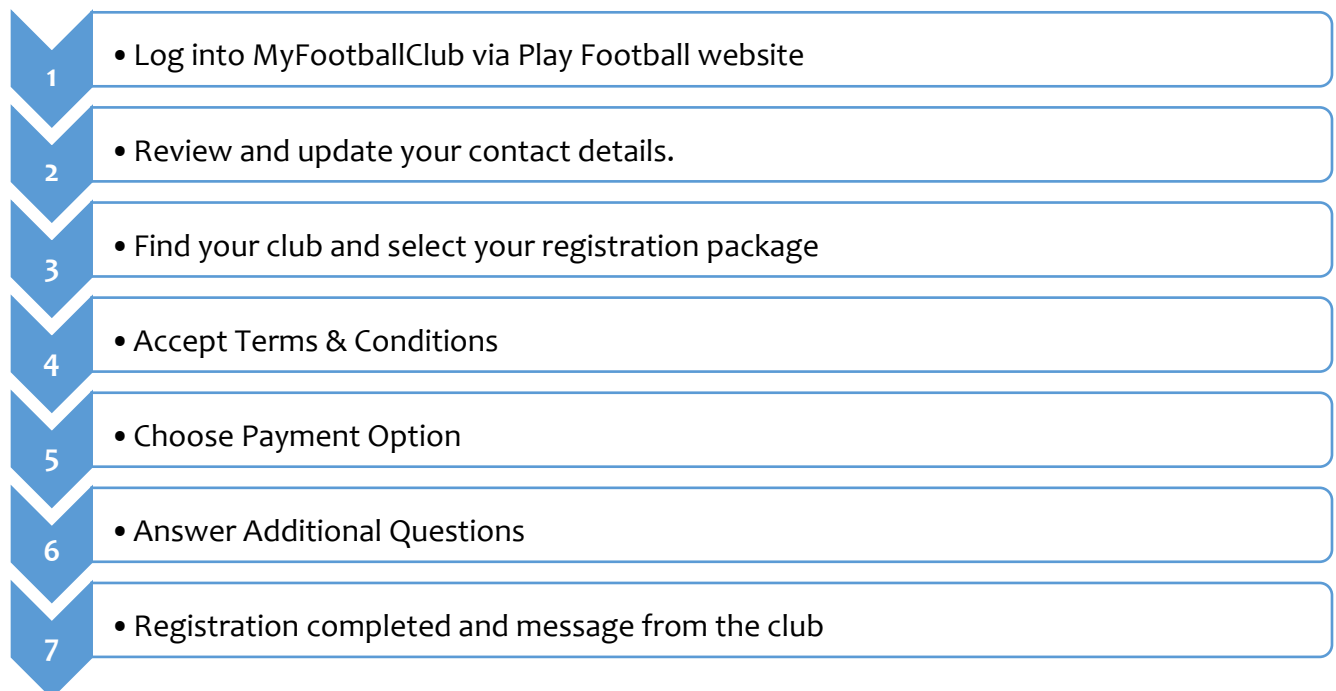 1
• Log into MyFootballClub via Play Football website
2
• Review and update your contact details.
3
• Find your club and select your registration package
4
• Accept Terms & Conditions
5
• Choose Payment Option
6
• Answer Additional Questions
7
• Registration completed and message from the club